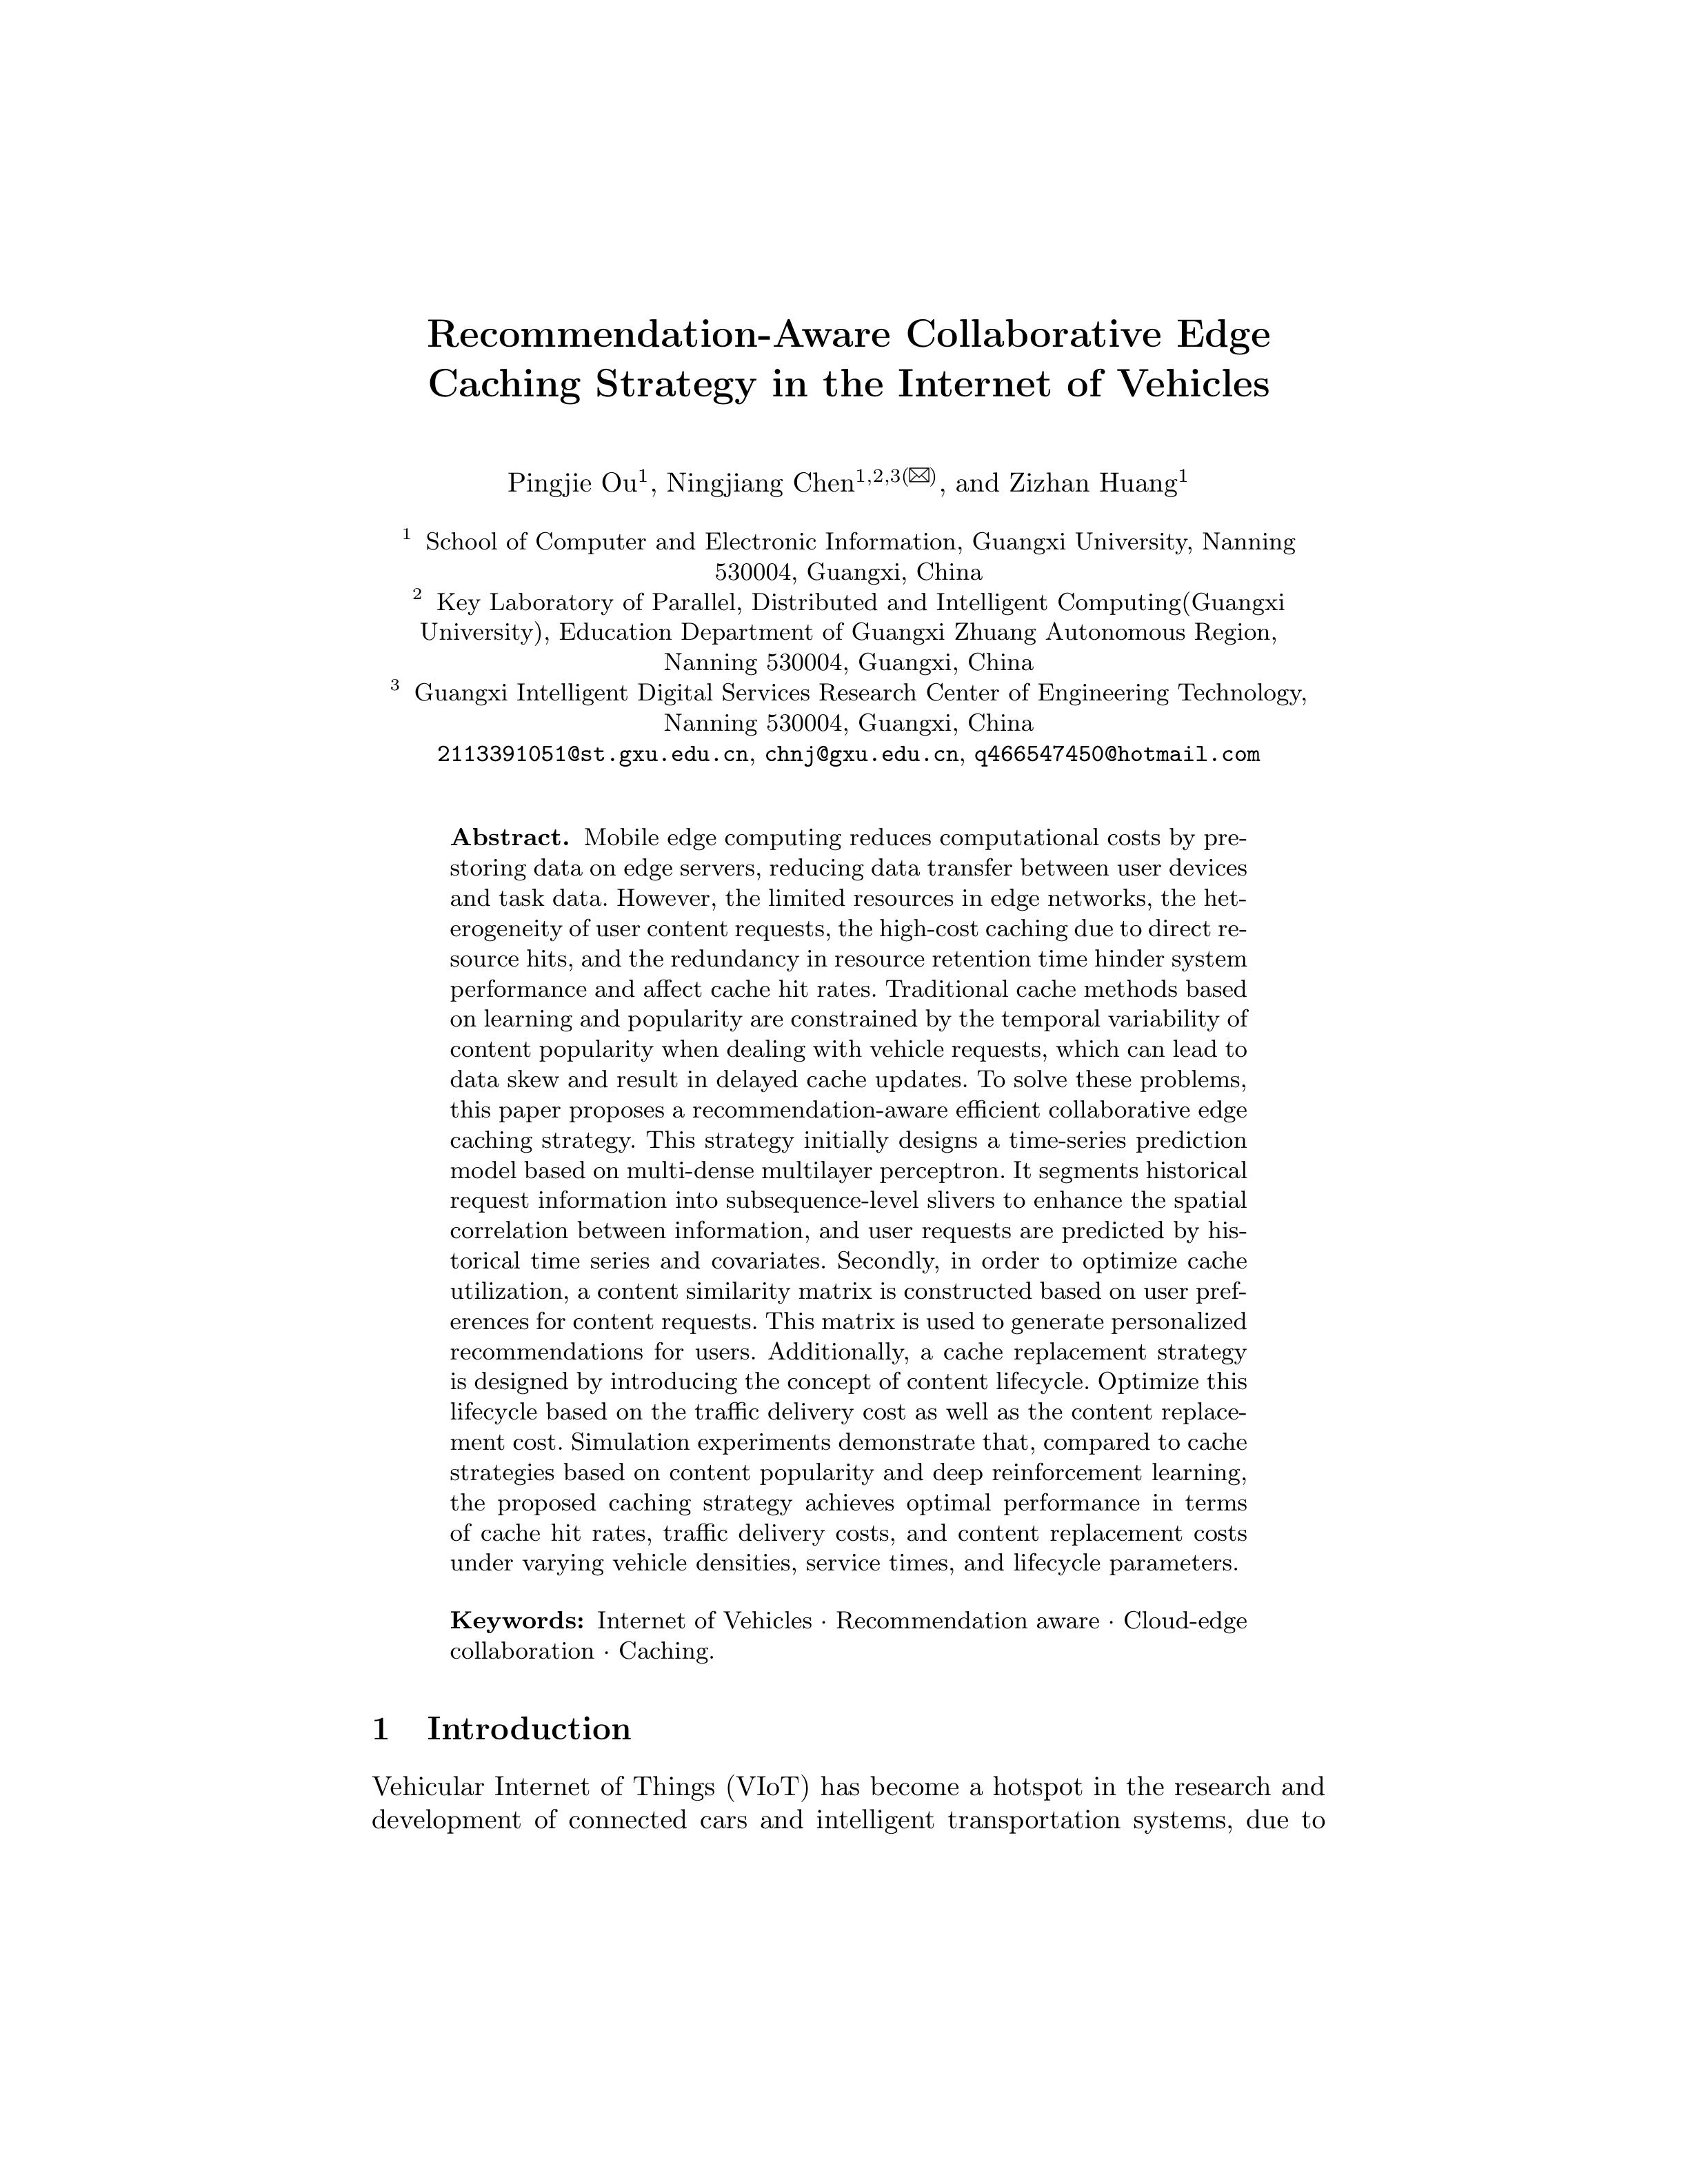 Recommendation-Aware Collaborative Edge
Caching Strategy in the Internet of Vehicles
Pingjie Ou1, Ningjiang Chen1,2,3(✉), and Zizhan Huang1
1 School of Computer and Electronic Information, Guangxi University, Nanning
530004, Guangxi, China
2 Key Laboratory of Parallel, Distributed and Intelligent Computing(Guangxi
University), Education Department of Guangxi Zhuang Autonomous Region,
Nanning 530004, Guangxi, China
3 Guangxi Intelligent Digital Services Research Center of Engineering Technology,
Nanning 530004, Guangxi, China
2113391051@st.gxu.edu.cn, chnj@gxu.edu.cn, q466547450@hotmail.com
Abstract. Mobile edge computing reduces computational costs by pre-
storing data on edge servers, reducing data transfer between user devices
and task data. However, the limited resources in edge networks, the het-
erogeneity of user content requests, the high-cost caching due to direct re-
source hits, and the redundancy in resource retention time hinder system
performance and affect cache hit rates. Traditional cache methods based
on learning and popularity are constrained by the temporal variability of
content popularity when dealing with vehicle requests, which can lead to
data skew and result in delayed cache updates. To solve these problems,
this paper proposes a recommendation-aware efficient collaborative edge
caching strategy. This strategy initially designs a time-series prediction
model based on multi-dense multilayer perceptron. It segments historical
request information into subsequence-level slivers to enhance the spatial
correlation between information, and user requests are predicted by his-
torical time series and covariates. Secondly, in order to optimize cache
utilization, a content similarity matrix is constructed based on user pref-
erences for content requests. This matrix is used to generate personalized
recommendations for users. Additionally, a cache replacement strategy
is designed by introducing the concept of content lifecycle. Optimize this
lifecycle based on the traffic delivery cost as well as the content replace-
ment cost. Simulation experiments demonstrate that, compared to cache
strategies based on content popularity and deep reinforcement learning,
the proposed caching strategy achieves optimal performance in terms
of cache hit rates, traffic delivery costs, and content replacement costs
under varying vehicle densities, service times, and lifecycle parameters.
Keywords: Internet of Vehicles · Recommendation aware · Cloud-edge
collaboration · Caching.
1 Introduction
Vehicular Internet of Things (VIoT) has become a hotspot in the research and
development of connected cars and intelligent transportation systems, due to